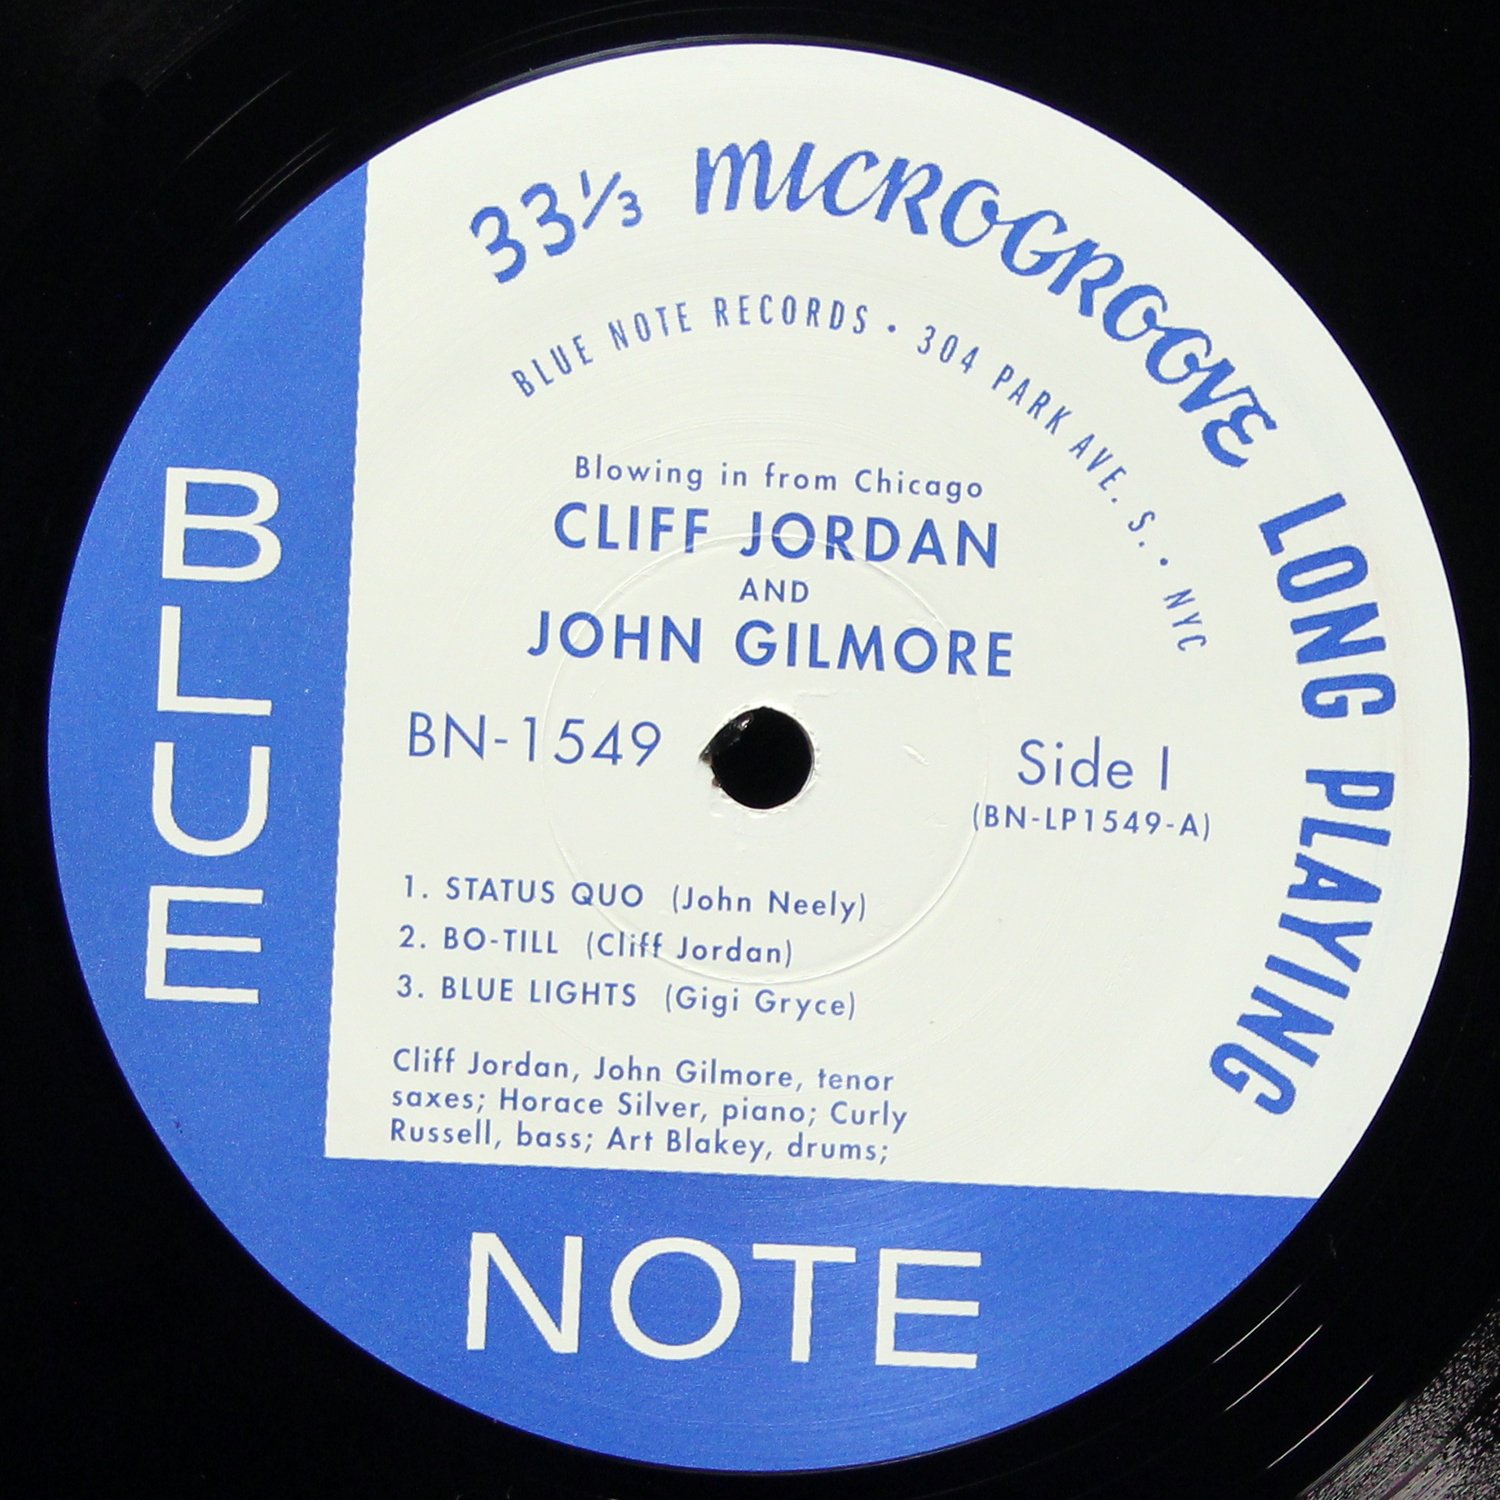 33⅓ MICROGROOVE LONG PLAYING
BLUE NOTE RECORDS • 304 PARK AVE. S. • NYC
Blowing in from Chicago
CLIFF JORDAN
AND
JOHN GILMORE
BN-1549
Side I
(BN-LP1549-A)
1. STATUS QUO (John Neely)
2. BO-TILL (Cliff Jordan)
3. BLUE LIGHTS (Gigi Gryce)
Cliff Jordan, John Gilmore, tenor
saxes; Horace Silver, piano; Curly
Russell, bass; Art Blakey, drums;
BLUE
NOTE